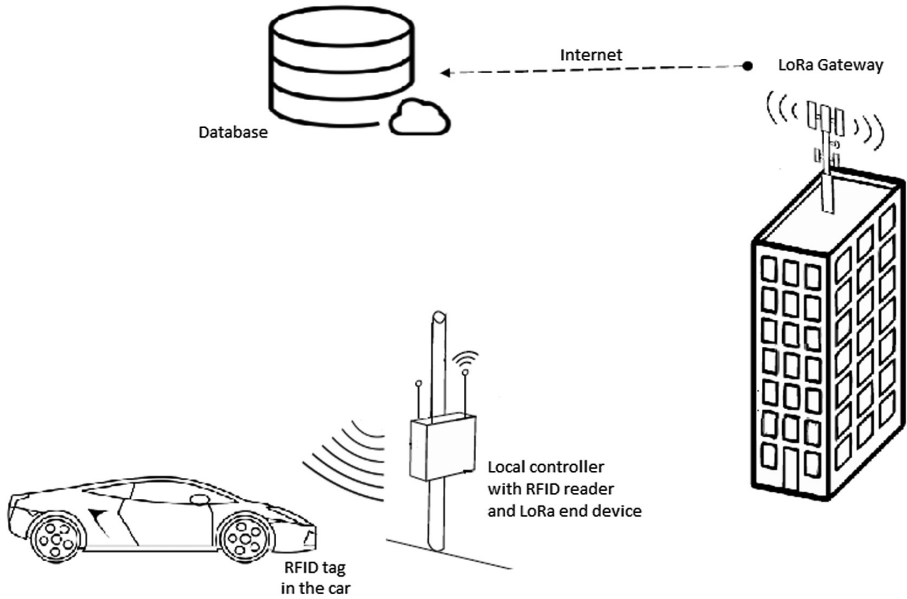 Internet
LoRa Gateway
Database
Local controller
with RFID reader
and LoRa end device
RFID tag
in the car